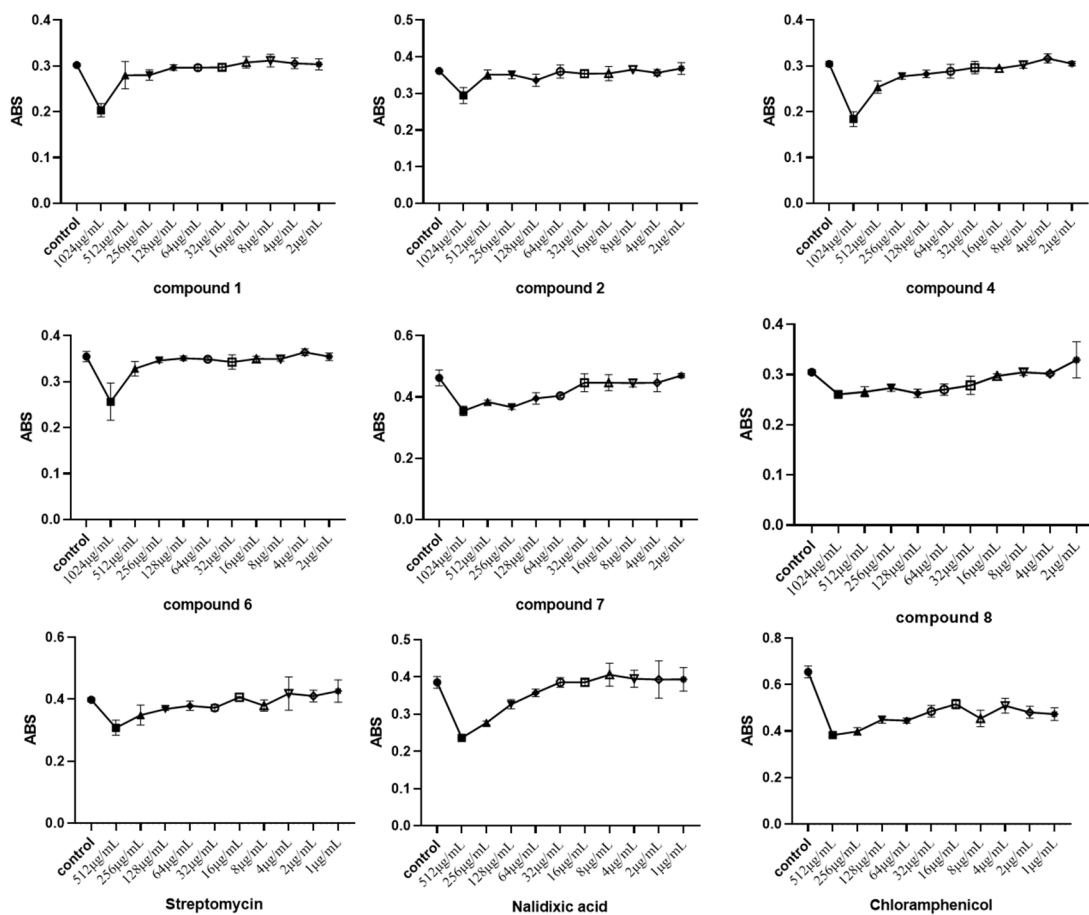 0.4
0.3
0.2
0.1
0.0
ABS
control
1024µg/mL
512µg/mL
256µg/mL
128µg/mL
64µg/mL
32µg/mL
16µg/mL
8µg/mL
4µg/mL
2µg/mL
compound 1
0.5
0.4
0.3
0.2
0.1
0.0
ABS
control
1024µg/mL
512µg/mL
256µg/mL
128µg/mL
64µg/mL
32µg/mL
16µg/mL
8µg/mL
4µg/mL
2µg/mL
compound 2
0.4
0.3
0.2
0.1
0.0
ABS
control
1024µg/mL
512µg/mL
256µg/mL
128µg/mL
64µg/mL
32µg/mL
16µg/mL
8µg/mL
4µg/mL
2µg/mL
compound 4
0.4
0.3
0.2
0.1
0.0
ABS
control
1024µg/mL
512µg/mL
256µg/mL
128µg/mL
64µg/mL
32µg/mL
16µg/mL
8µg/mL
4µg/mL
2µg/mL
compound 6
0.6
0.4
0.2
0.0
ABS
control
1024µg/mL
512µg/mL
256µg/mL
128µg/mL
64µg/mL
32µg/mL
16µg/mL
8µg/mL
4µg/mL
2µg/mL
compound 7
0.4
0.3
0.2
0.1
0.0
ABS
control
1024µg/mL
512µg/mL
256µg/mL
128µg/mL
64µg/mL
32µg/mL
16µg/mL
8µg/mL
4µg/mL
2µg/mL
compound 8
0.6
0.4
0.2
0.0
ABS
control
512µg/mL
256µg/mL
128µg/mL
64µg/mL
32µg/mL
16µg/mL
8µg/mL
4µg/mL
2µg/mL
1µg/mL
Streptomycin
0.5
0.4
0.3
0.2
0.1
0.0
ABS
control
512µg/mL
256µg/mL
128µg/mL
64µg/mL
32µg/mL
16µg/mL
8µg/mL
4µg/mL
2µg/mL
1µg/mL
Nalidixic acid
0.8
0.6
0.4
0.2
0.0
ABS
control
512µg/mL
256µg/mL
128µg/mL
64µg/mL
32µg/mL
16µg/mL
8µg/mL
4µg/mL
2µg/mL
1µg/mL
Chloramphenicol